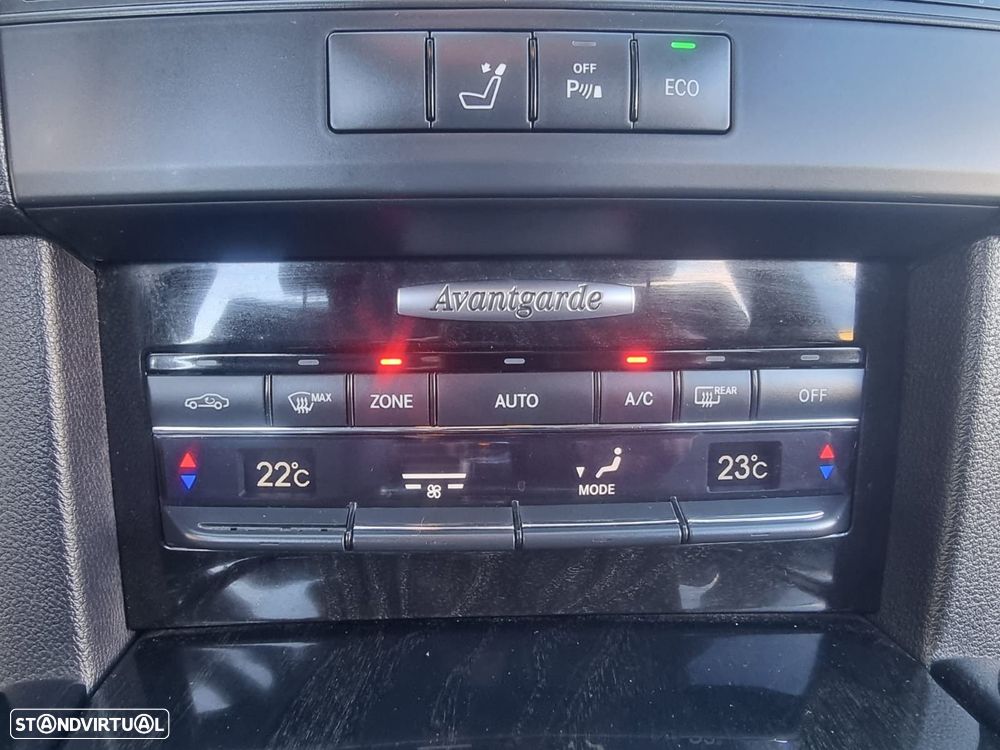 OFF
P
ECO
Avantgarde
MAX ZONE AUTO A/C REAR OFF
22°C 23°C
MODE
STANDVIRTUAL